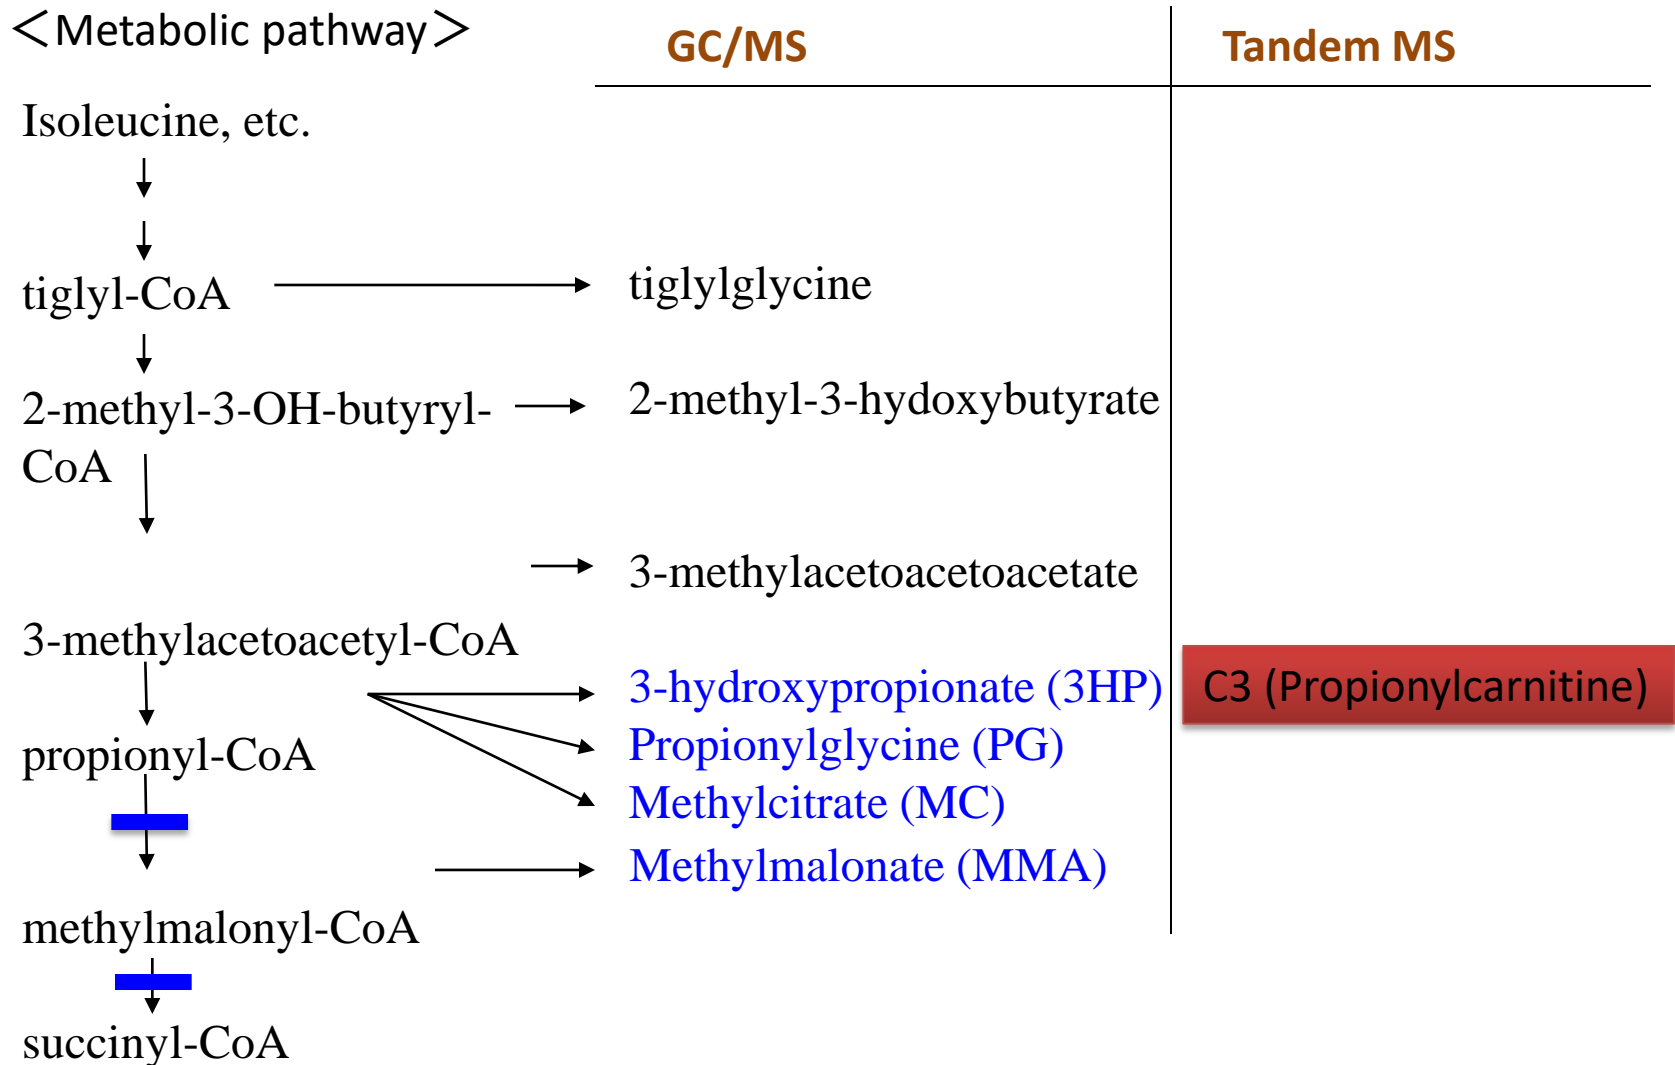 ＜Metabolic pathway＞
GC/MS
Tandem MS
Isoleucine, etc.
tiglyl-CoA
tiglylglycine
2-methyl-3-OH-butyryl-
CoA
2-methyl-3-hydoxybutyrate
3-methylacetoacetoacetate
3-methylacetoacetyl-CoA
3-hydroxypropionate (3HP)
C3 (Propionylcarnitine)
propionyl-CoA
Propionylglycine (PG)
Methylcitrate (MC)
Methylmalonate (MMA)
methylmalonyl-CoA
succinyl-CoA